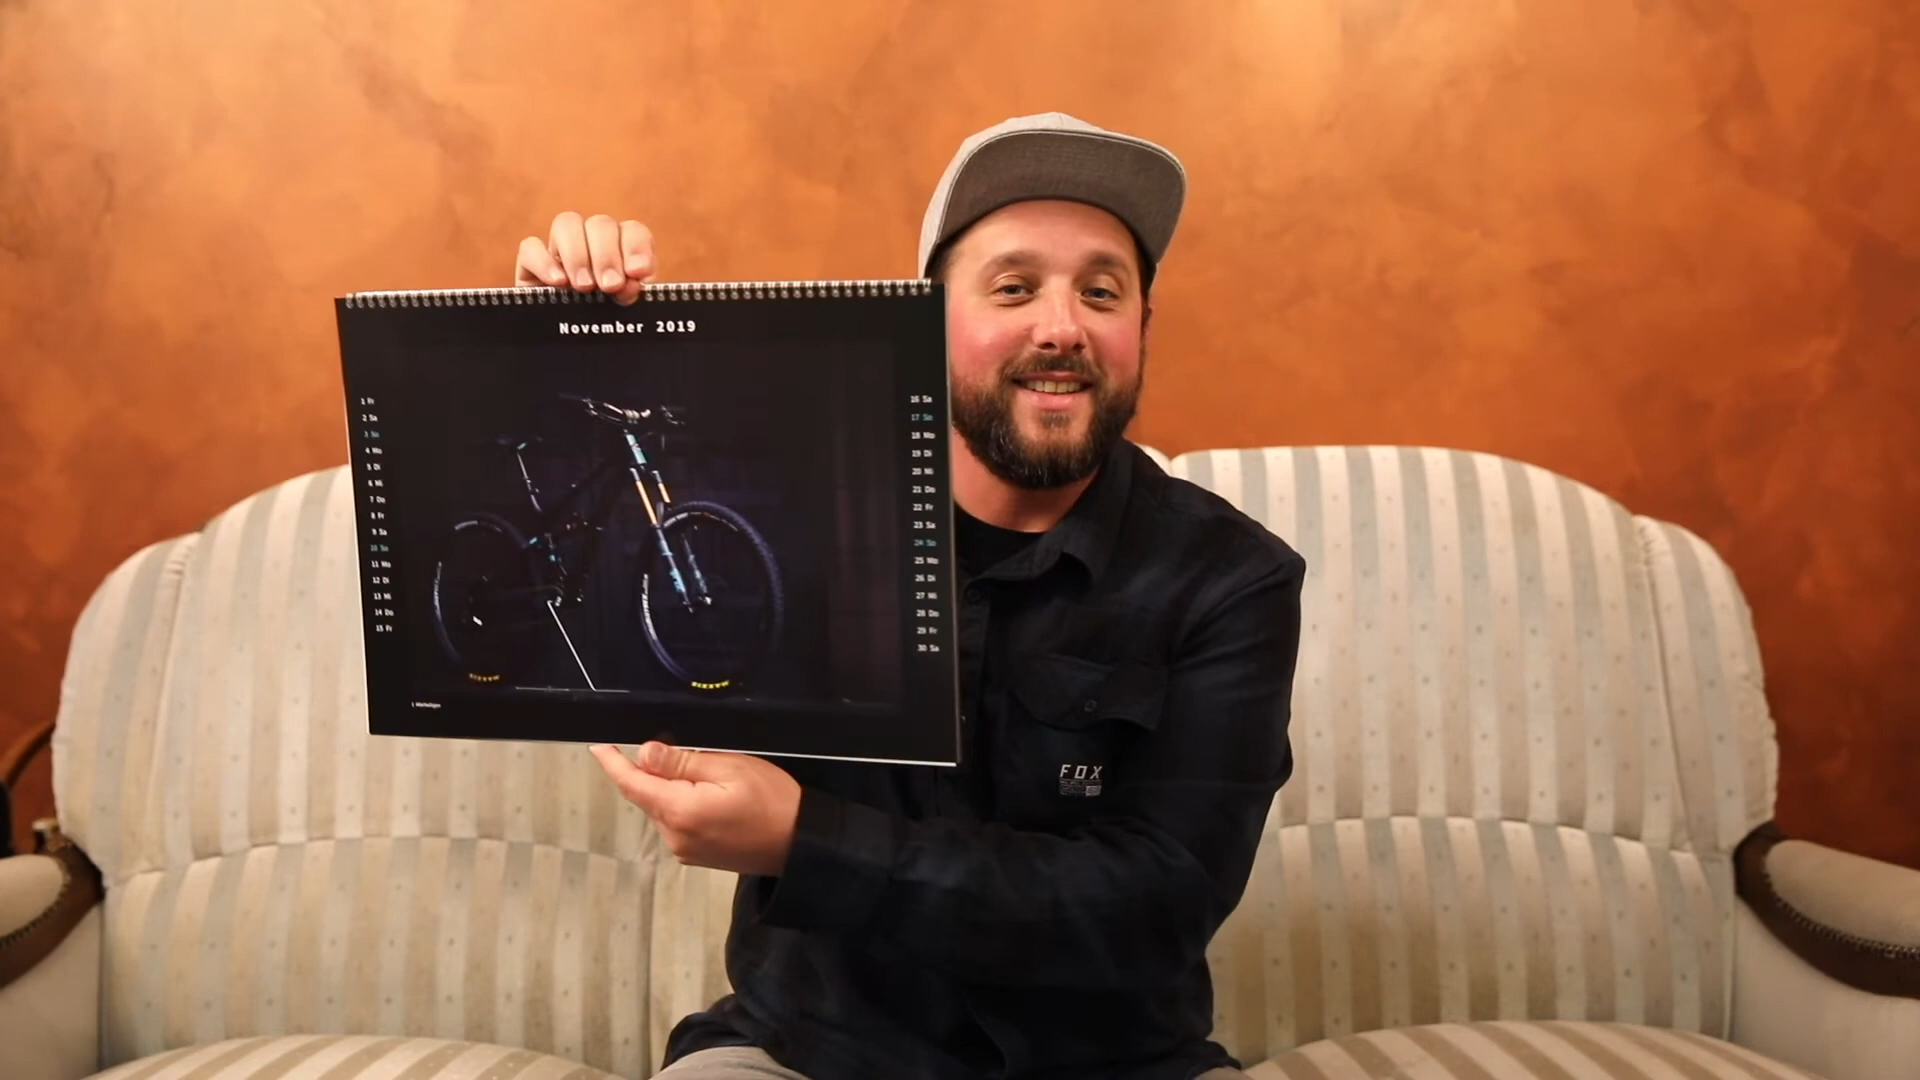 November 2019
1 Fr
2 Sa
3 So
4 Mo
5 Di
6 Mi
7 Do
8 Fr
9 Sa
10 So
11 Mo
12 Di
13 Mi
14 Do
15 Fr
16 Sa
17 So
18 Mo
19 Di
20 Mi
21 Do
22 Fr
23 Sa
24 So
25 Mo
26 Di
27 Mi
28 Do
29 Fr
30 Sa
MAXXIS
MAXXIS
FOX